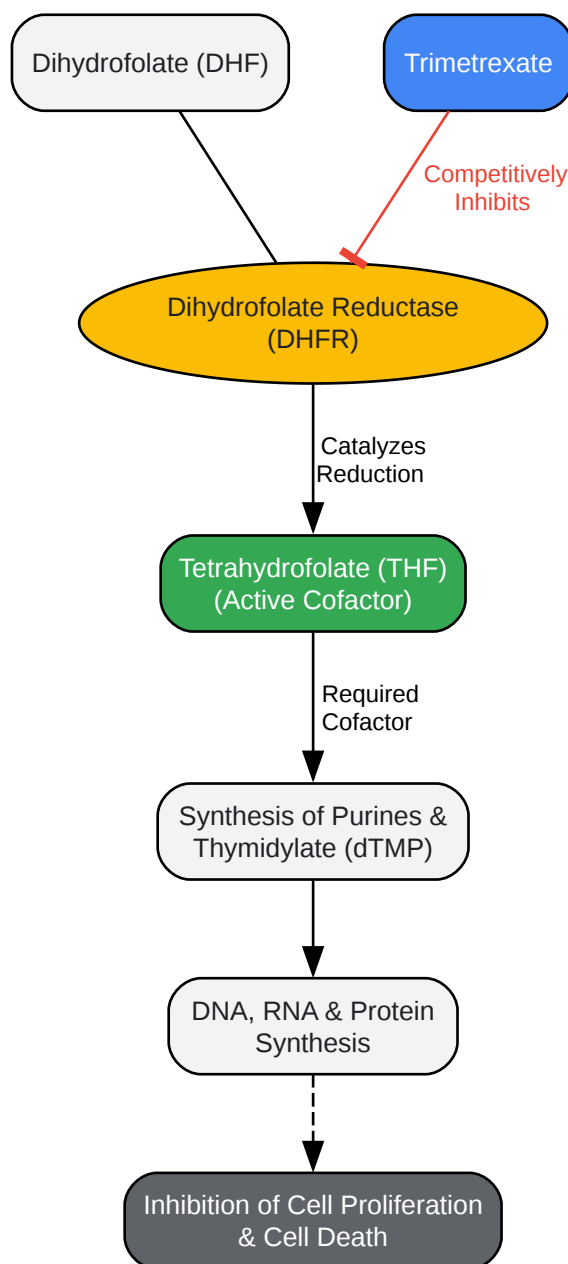 Dihydrofolate (DHF)
Trimetrexate
Competitively
Inhibits
Dihydrofolate Reductase
(DHFR)
Catalyzes
Reduction
Tetrahydrofolate (THF)
(Active Cofactor)
Required
Cofactor
Synthesis of Purines &
Thymidylate (dTMP)
DNA, RNA & Protein
Synthesis
Inhibition of Cell Proliferation
& Cell Death